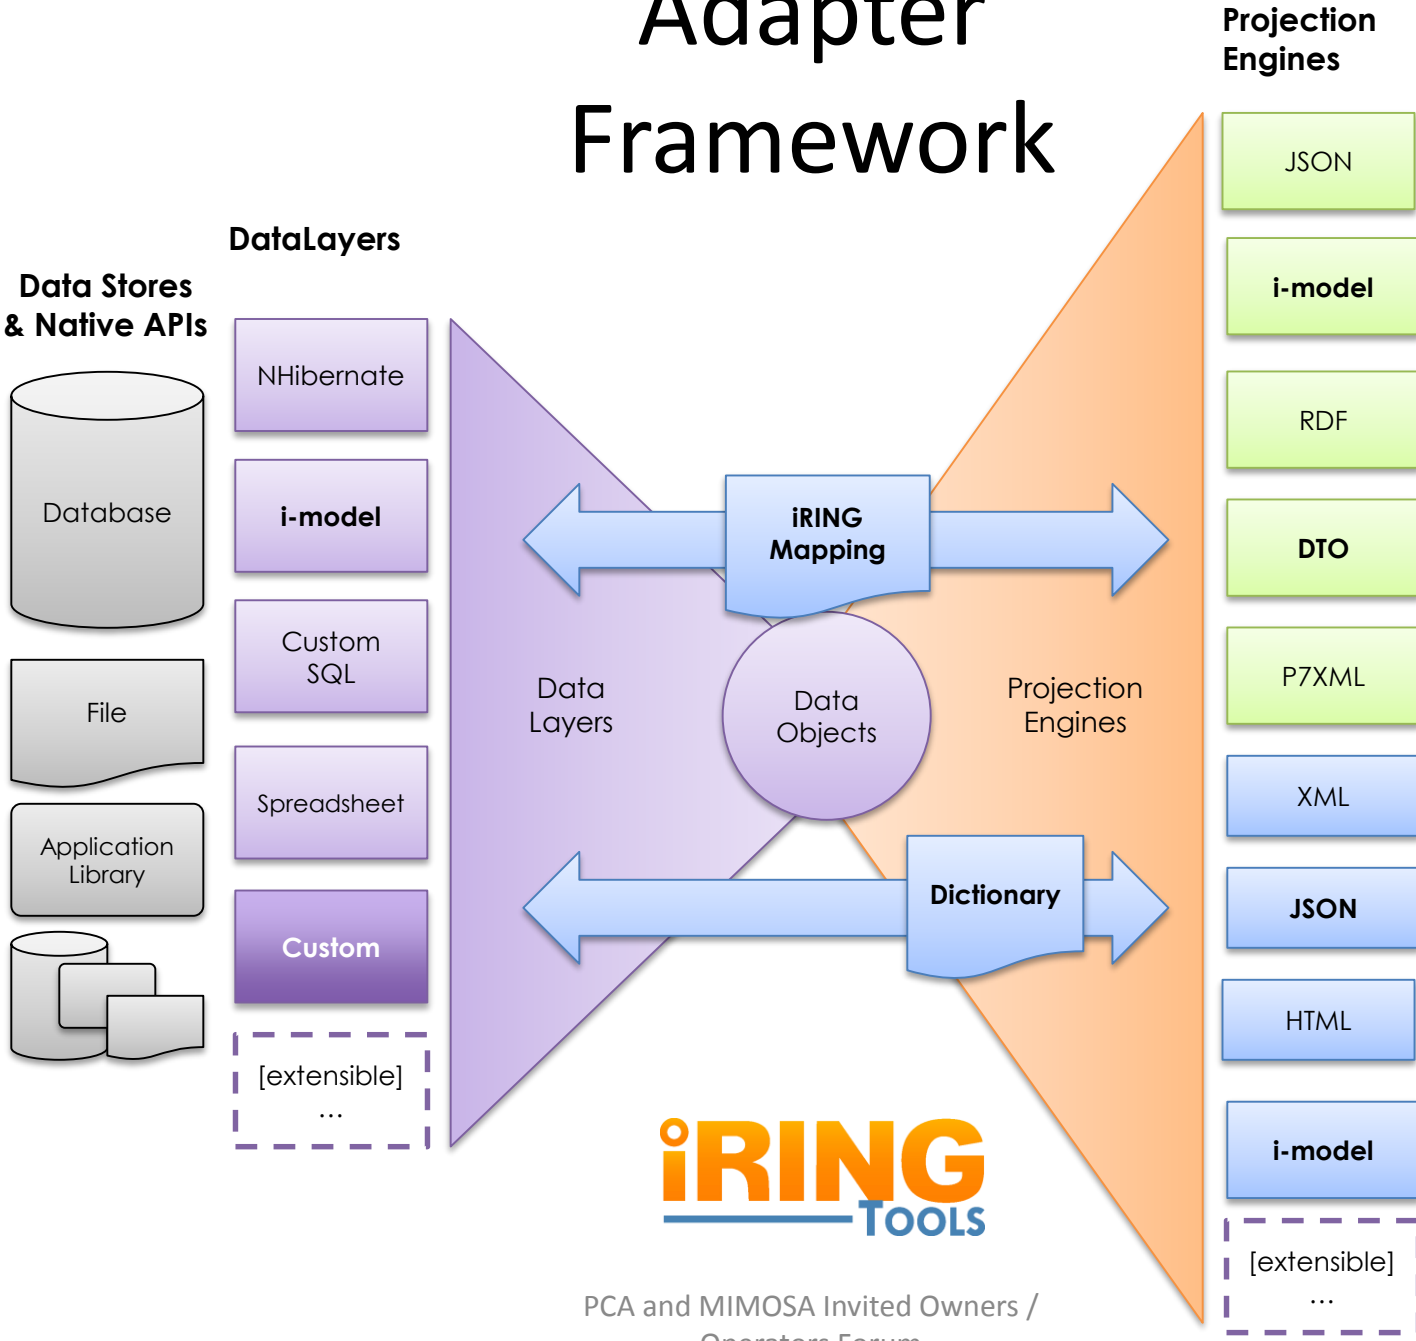 Adapter
Framework
Projection
Engines
DataLayers
Data Stores
& Native APIs
Database
File
Application
Library
NHibernate
i-model
Custom
SQL
Spreadsheet
Custom
[extensible]
...
Data
Layers
iRING
Mapping
Data
Objects
Projection
Engines
Dictionary
JSON
i-model
RDF
DTO
P7XML
XML
JSON
HTML
i-model
[extensible]
...
iRING
TOOLS
PCA and MIMOSA Invited Owners /
Operators Forum